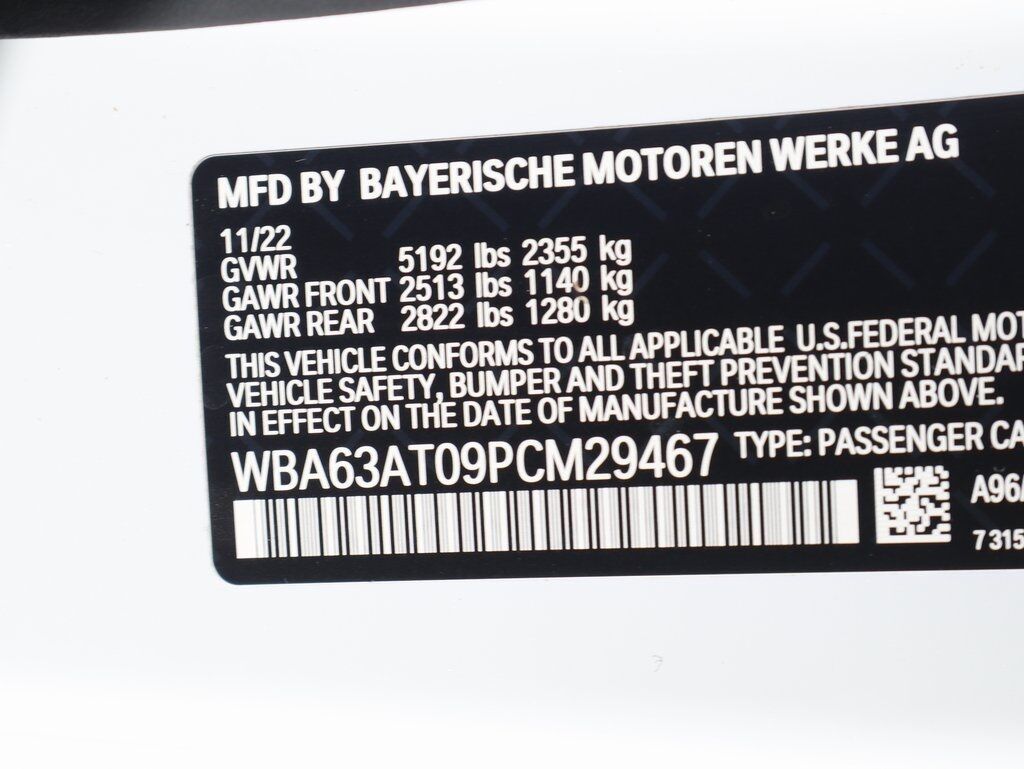 MFD BY BAYERISCHE MOTOREN WERKE AG
11/22
GVWR 5192 lbs 2355 kg
GAWR FRONT 2513 lbs 1140 kg
GAWR REAR 2822 lbs 1280 kg
THIS VEHICLE CONFORMS TO ALL APPLICABLE U.S.FEDERAL MOT
VEHICLE SAFETY, BUMPER AND THEFT PREVENTION STANDAR
IN EFFECT ON THE DATE OF MANUFACTURE SHOWN ABOVE.
WBA63AT09PCM29467 TYPE: PASSENGER CA
A96
7315